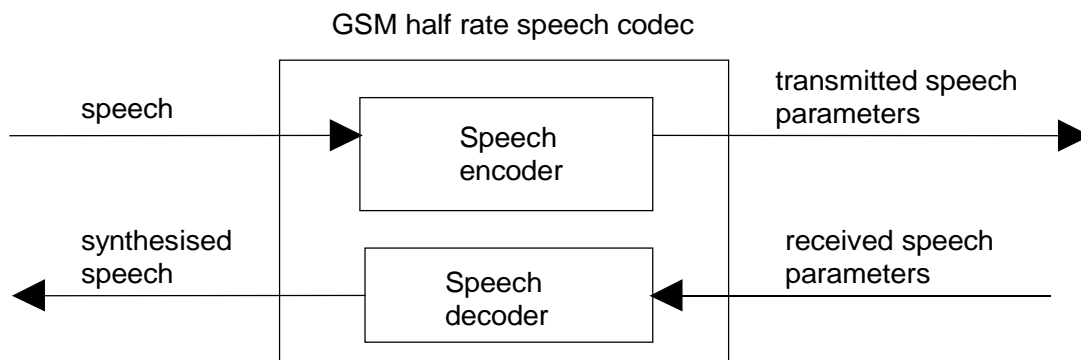 GSM half rate speech codec
speech
Speech
encoder
transmitted speech
parameters
synthesised
speech
Speech
decoder
received speech
parameters